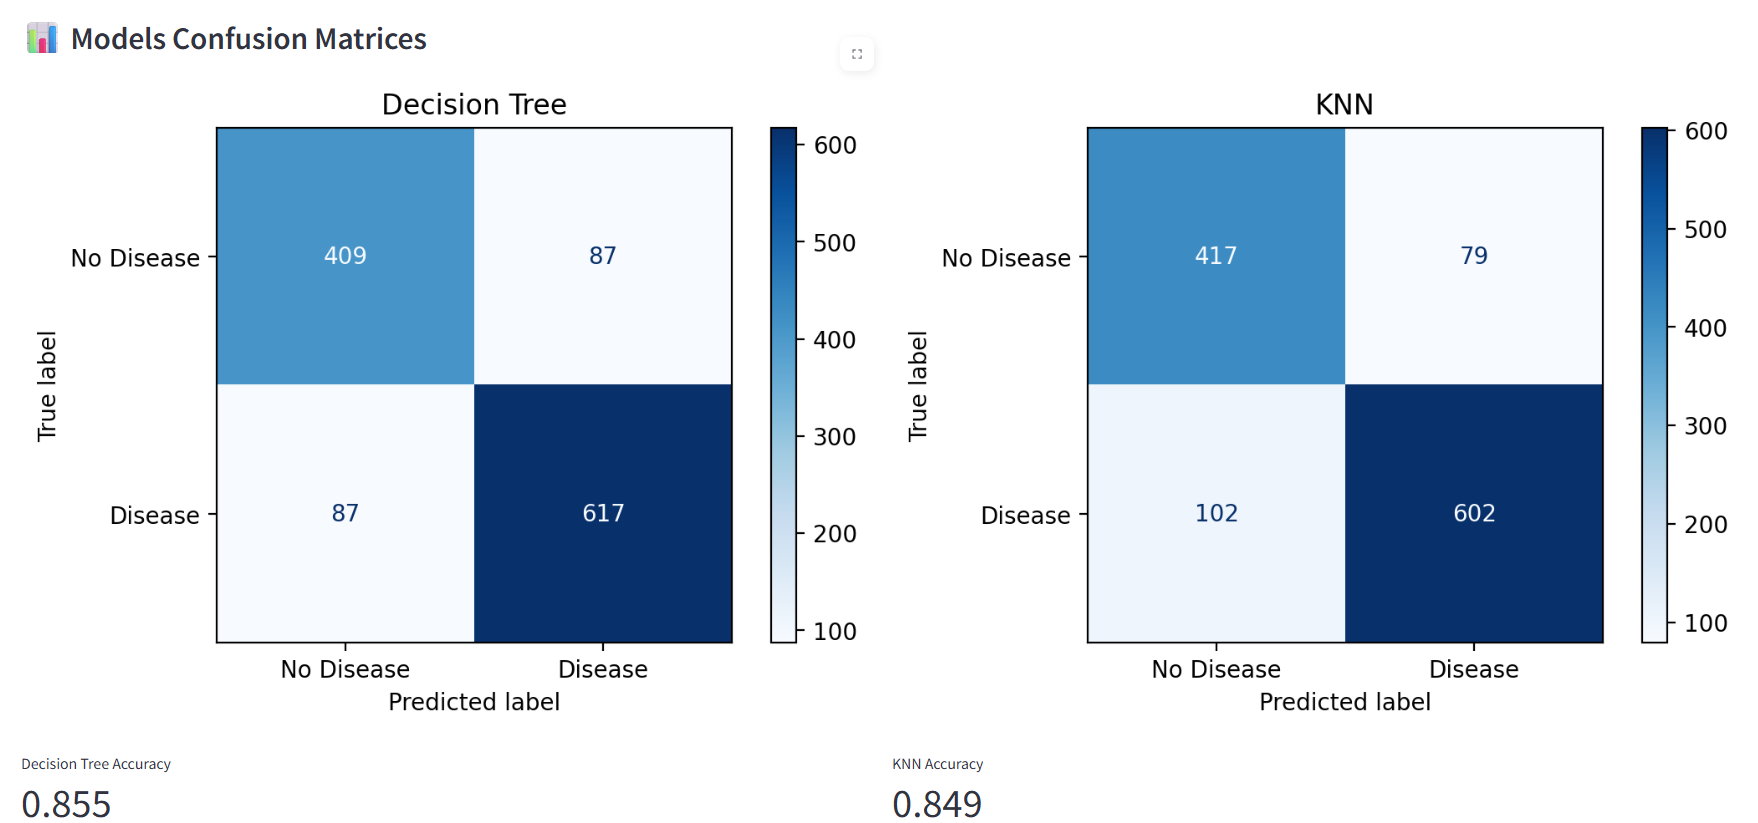 📊 Models Confusion Matrices
Decision Tree
No Disease
Disease
True label
409
87
87
617
No Disease
Disease
Predicted label
600
500
400
300
200
100
KNN
No Disease
Disease
True label
417
79
102
602
No Disease
Disease
Predicted label
600
500
400
300
200
100
Decision Tree Accuracy
0.855
KNN Accuracy
0.849